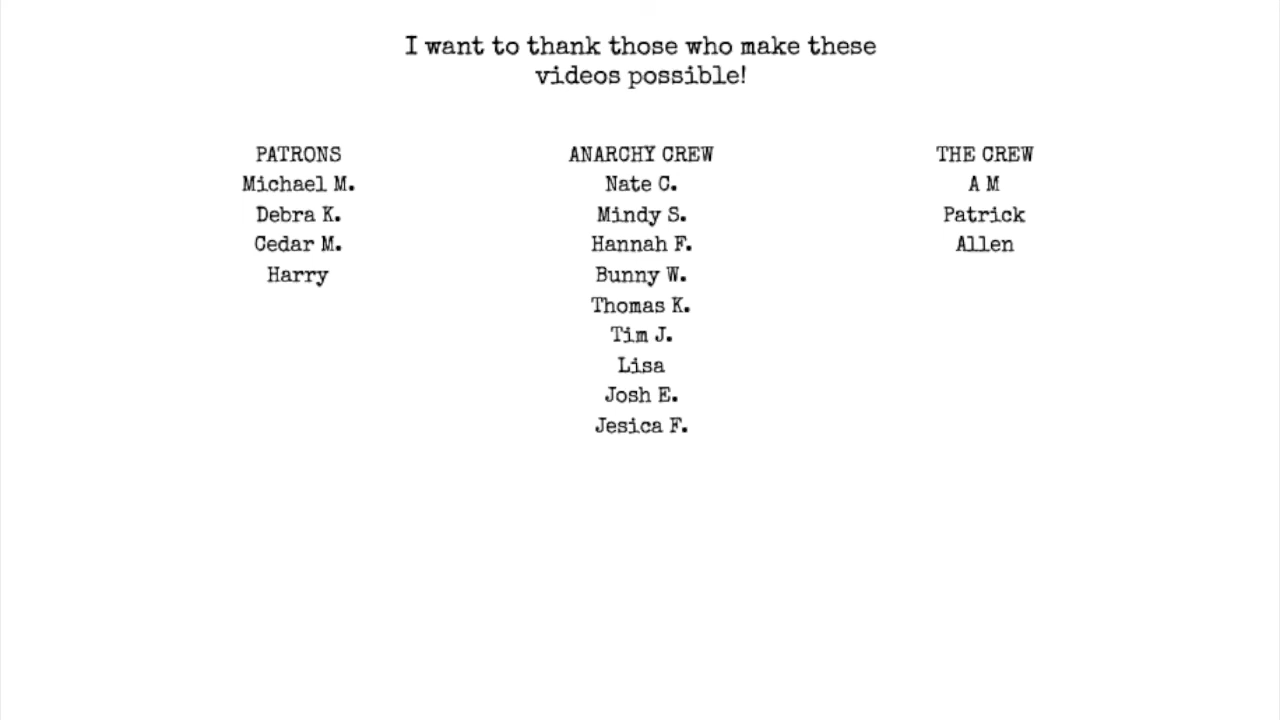 I want to thank those who make these
videos possible!
PATRONS
Michael M.
Debra K.
Cedar M.
Harry
ANARCHY CREW
Nate C.
Mindy S.
Hannah F.
Bunny W.
Thomas K.
Tim J.
Lisa
Josh E.
Jesica F.
THE CREW
A M
Patrick
Allen